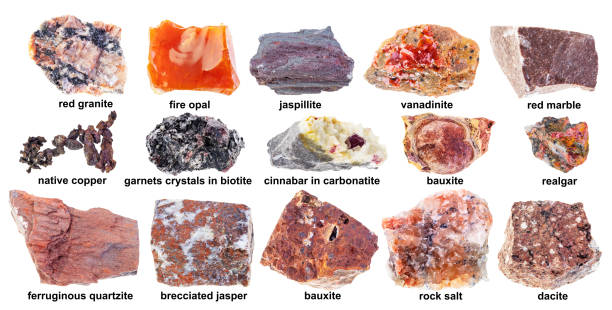 red granite
fire opal
jaspillite
vanadinite
red marble
native copper
garnets crystals in biotite
cinnabar in carbonatite
bauxite
realgar
ferruginous quartzite
brecciated jasper
bauxite
rock salt
dacite